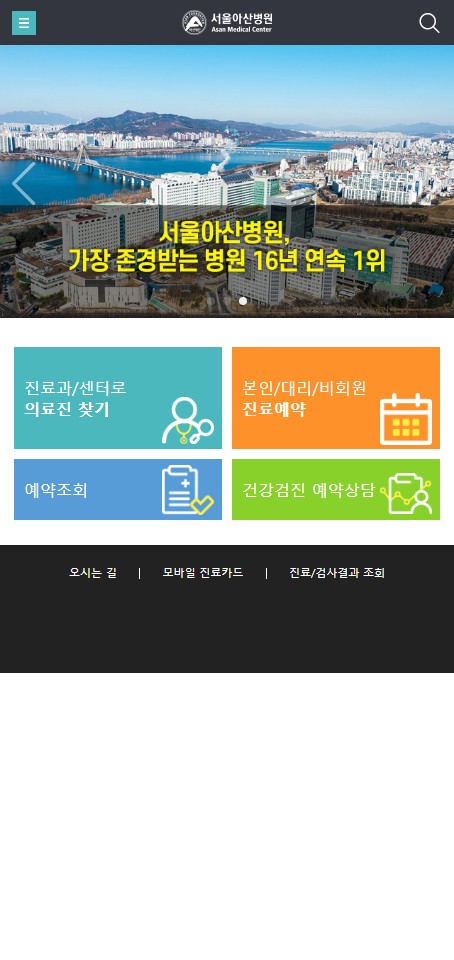 서울아산병원
Asan Medical Center
서울아산병원,
가장 존경받는 병원 16년 연속 1위
진료과/센터로
의료진 찾기
본인/대리/비회원
진료예약
예약조회
건강검진 예약상담
오시는 길 | 모바일 진료카드 | 진료/검사결과 조회